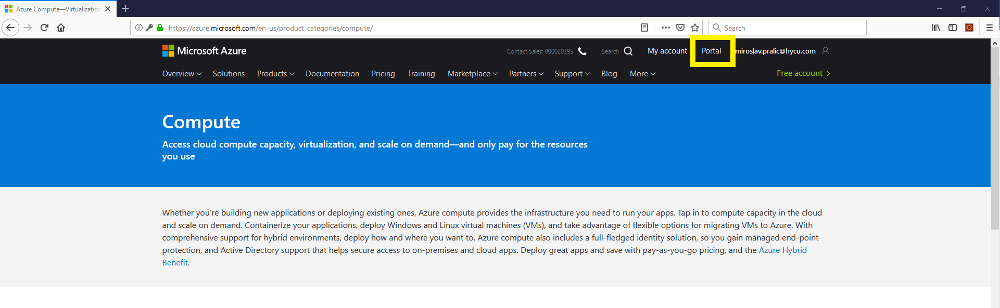 Azure Compute—Virtualization
https://azure.microsoft.com/en-us/product-categories/compute/
Search
Microsoft Azure
Contact Sales: 800020395
Search
My account
Portal
miroslav.pralic@hycu.com
Overview
Solutions
Products
Documentation
Pricing
Training
Marketplace
Partners
Support
Blog
More
Free account
Compute
Access cloud compute capacity, virtualization, and scale on demand—and only pay for the resources
you use
Whether you're building new applications or deploying existing ones, Azure compute provides the infrastructure you need to run your apps. Tap in to compute capacity in the cloud
and scale on demand. Containerize your applications, deploy Windows and Linux virtual machines (VMs), and take advantage of flexible options for migrating VMs to Azure. With
comprehensive support for hybrid environments, deploy how and where you want to. Azure compute also includes a full-fledged identity solution, so you gain managed end-point
protection, and Active Directory support that helps secure access to on-premises and cloud apps. Deploy great apps and save with pay-as-you-go pricing, and the Azure Hybrid
Benefit.